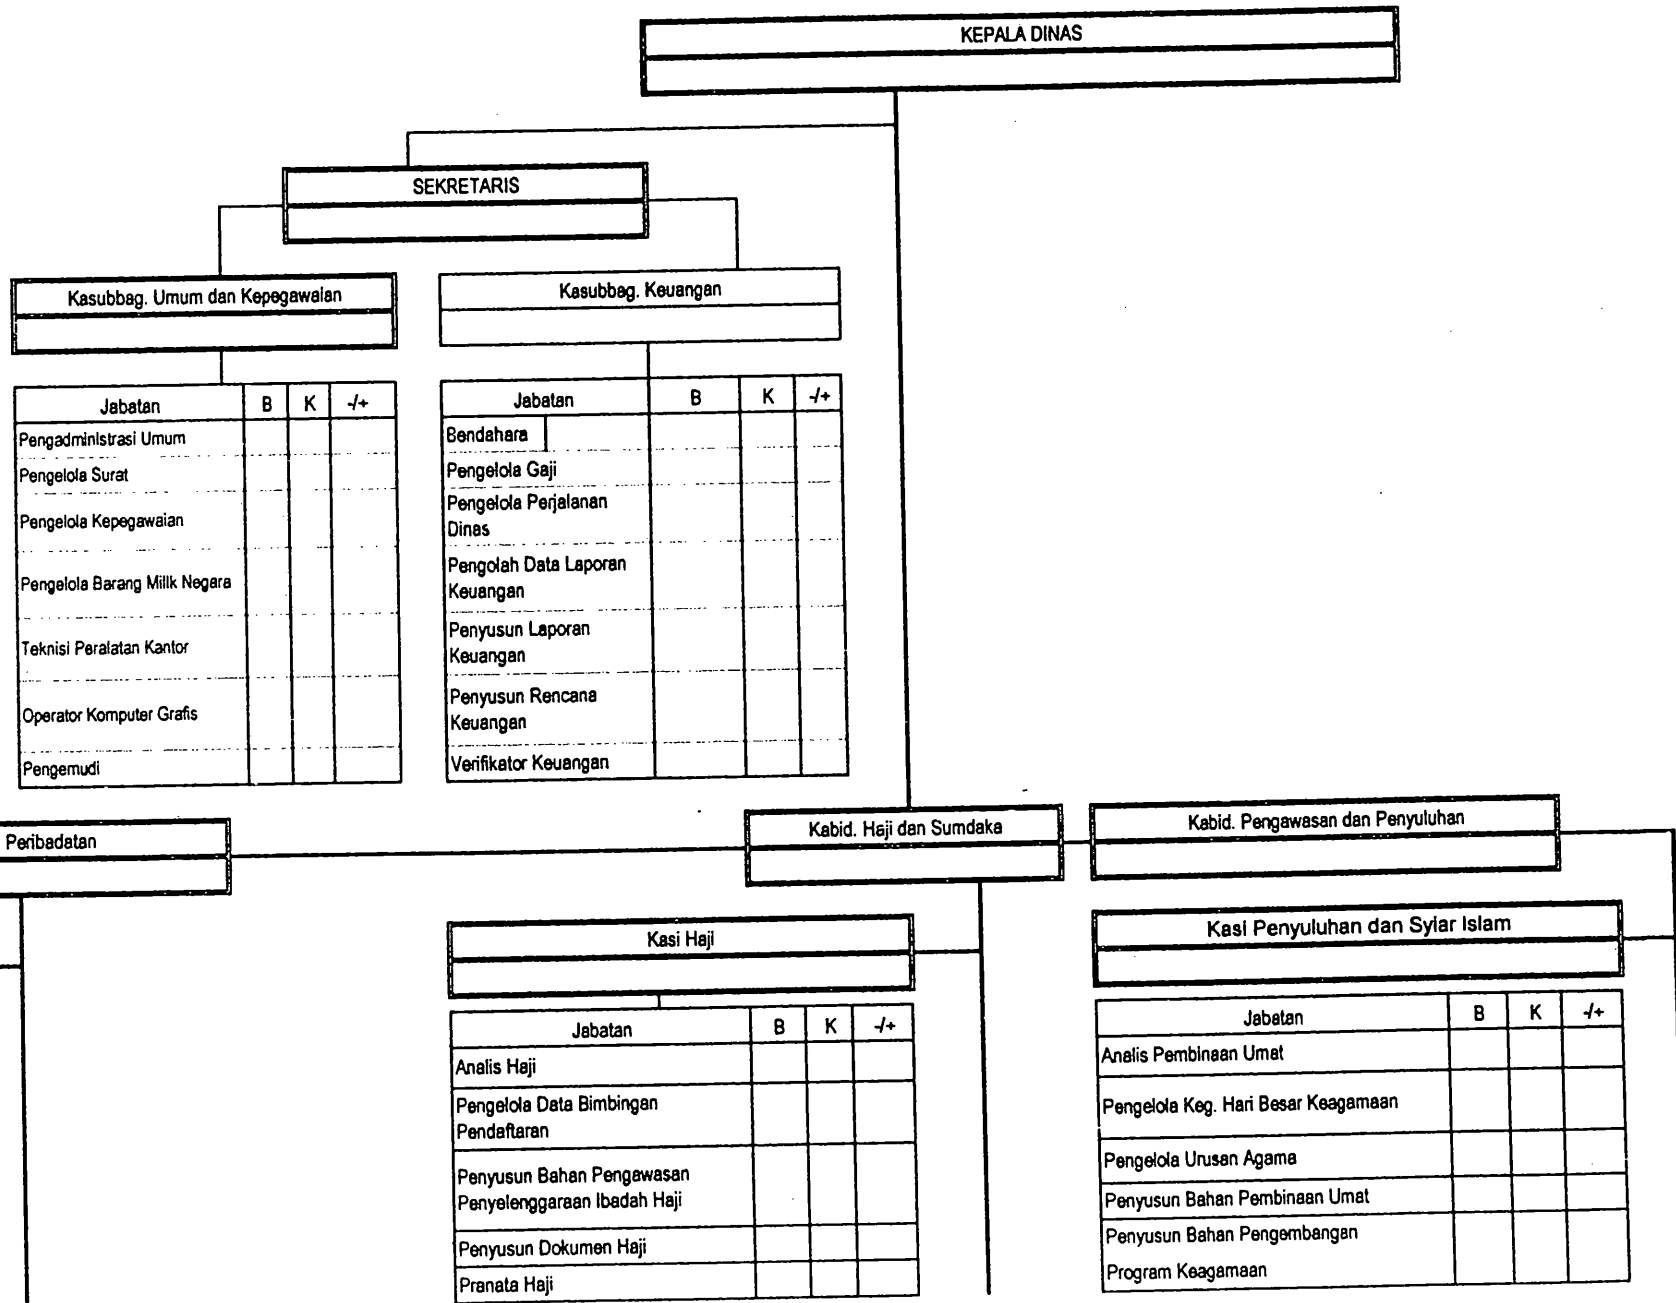 KEPALA DINAS
SEKRETARIS
Kasubbag. Umum dan Kepegawaian
Kasubbag. Keuangan
Jabatan B K -/+
Pengadministrasi Umum
Pengelola Surat
Pengelola Kepegawaian
Pengelola Barang Milik Negara
Teknisi Peralatan Kantor
Operator Komputer Grafis
Pengemudi
Jabatan B K -/+
Bendahara
Pengelola Gaji
Pengelola Perjalanan
Dinas
Pengolah Data Laporan
Keuangan
Penyusun Laporan
Keuangan
Penyusun Rencana
Keuangan
Verifikator Keuangan
Peribadatan
Kabid. Haji dan Sumdaka
Kabid. Pengawasan dan Penyuluhan
Kasi Haji
Jabatan B K -/+
Analis Haji
Pengelola Data Bimbingan
Pendaftaran
Penyusun Bahan Pengawasan
Penyelenggaraan Ibadah Haji
Penyusun Dokumen Haji
Pranata Haji
Kasi Penyuluhan dan Syiar Islam
Jabatan B K -/+
Analis Pembinaan Umat
Pengelola Keg. Hari Besar Keagamaan
Pengelola Urusan Agama
Penyusun Bahan Pembinaan Umat
Penyusun Bahan Pengembangan
Program Keagamaan